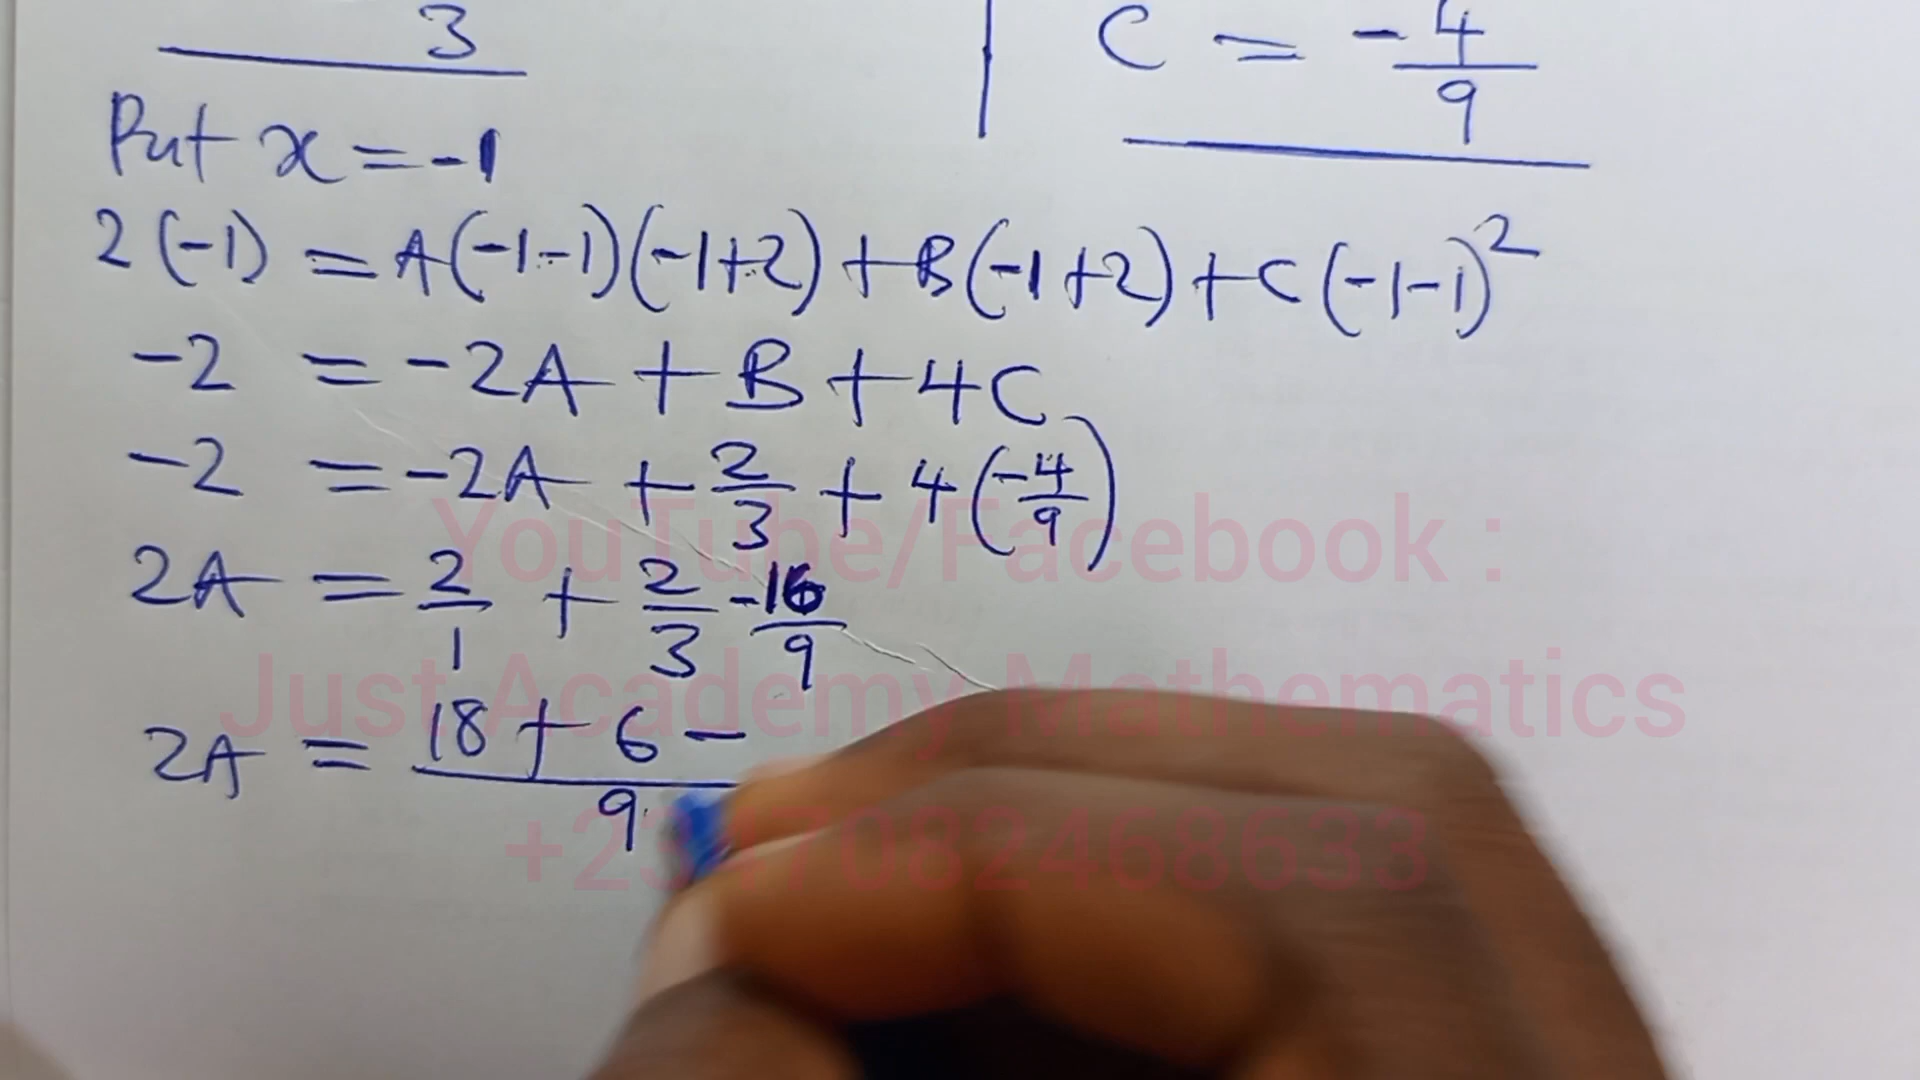 3
C = -4/9
Put x = -1
2(-1) = A(-1-1)(-1+2) + B(-1+2) + C(-1-1)²
-2 = -2A + B + 4C
-2 = -2A + 2/3 + 4(-4/9)
2A = 2/1 + 2/3 - 16/9
2A = 18 + 6 - / 9
YouTube/Facebook :
Just Academy Mathematics
+2347082468633